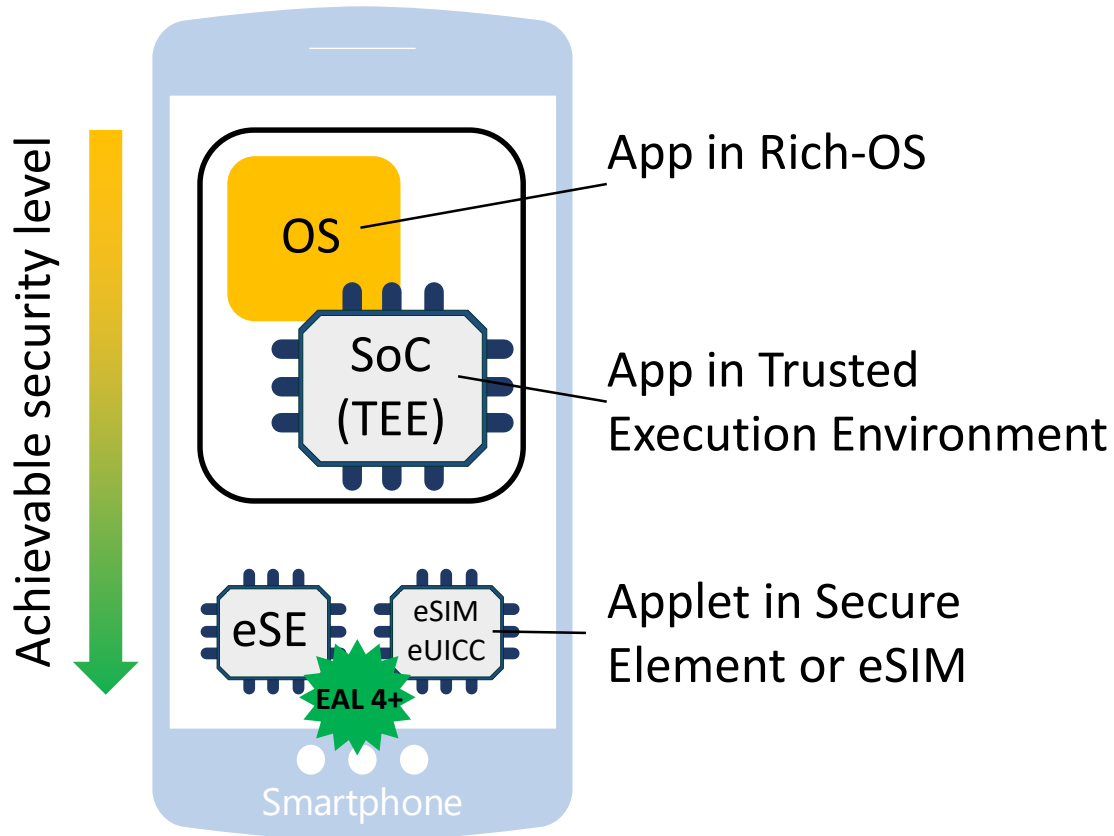 Achievable security level
OS
App in Rich-OS
SoC
(TEE)
App in Trusted
Execution Environment
eSE
eSIM
eUICC
EAL 4+
Applet in Secure
Element or eSIM
Smartphone